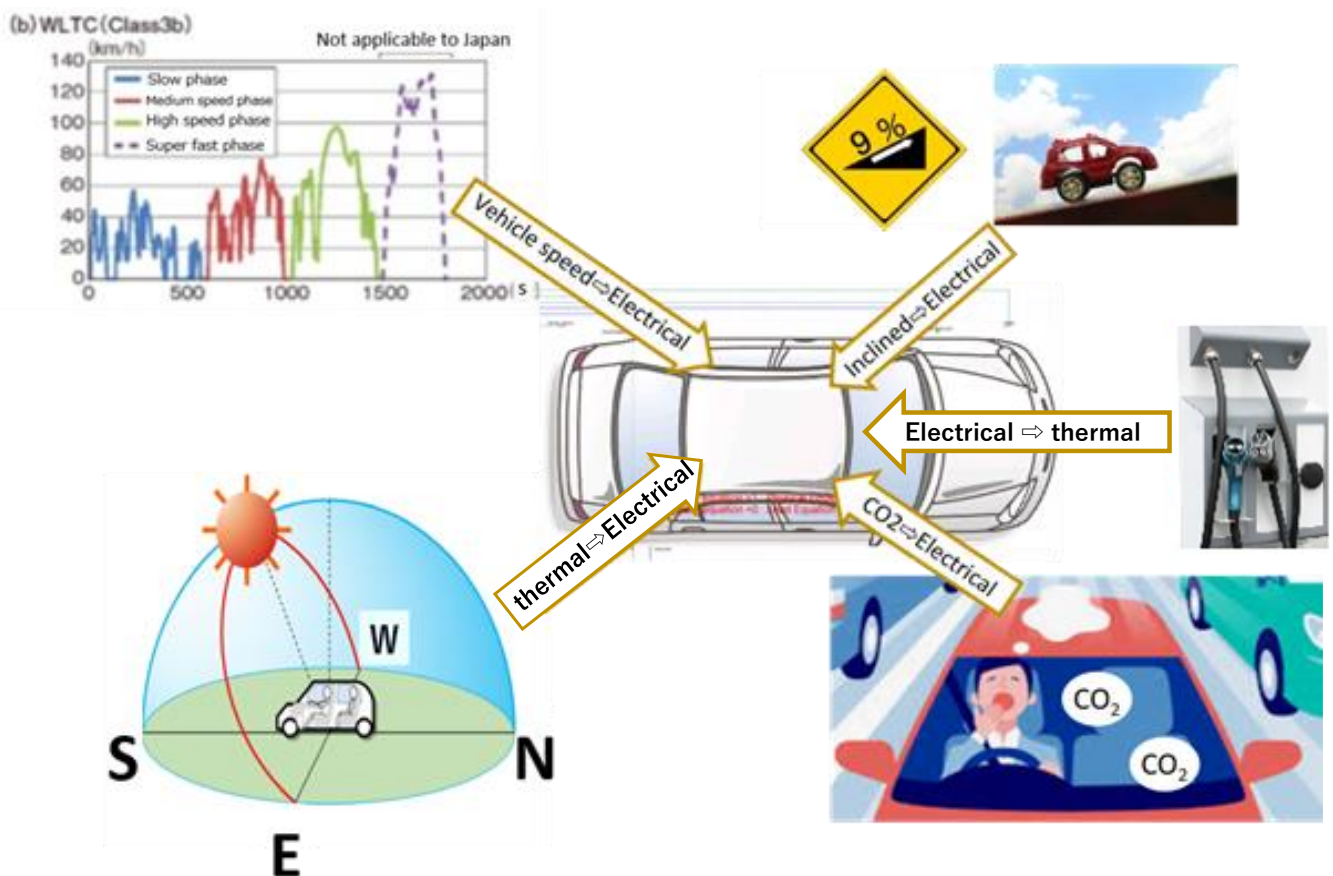 (b) WLTC(Class3b)
(km/h)
Not applicable to Japan
140
120
100
80
60
40
20
0
Slow phase
Medium speed phase
High speed phase
Super fast phase
0 500 1000 1500 2000(s
9 %
Vehicle speed⇨Electrical
Inclined⇨Electrical
Electrical ⇨ thermal
thermal⇨Electrical
CO2⇨Electrical
W
S
N
E
CO2
CO2